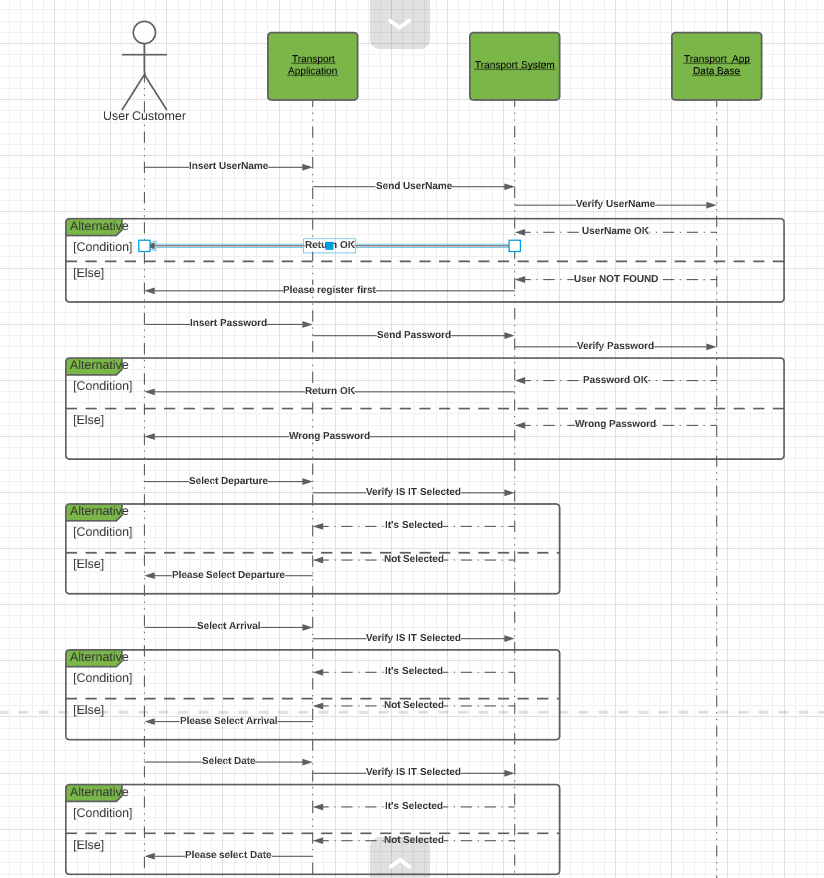 Transport
Application
Transport System
Transport App
Data Base
User Customer
Insert UserName
Send UserName
Verify UserName
Alternative
UserName OK
[Condition]
Return OK
[Else]
User NOT FOUND
Please register first
Insert Password
Send Password
Verify Password
Alternative
[Condition]
Password OK
Return OK
[Else]
Wrong Password
Wrong Password
Select Departure
Verify IS IT Selected
Alternative
[Condition]
It's Selected
[Else]
Not Selected
Please Select Departure
Select Arrival
Verify IS IT Selected
Alternative
[Condition]
It's Selected
[Else]
Not Selected
Please Select Arrival
Select Date
Verify IS IT Selected
Alternative
[Condition]
It's Selected
[Else]
Not Selected
Please select Date